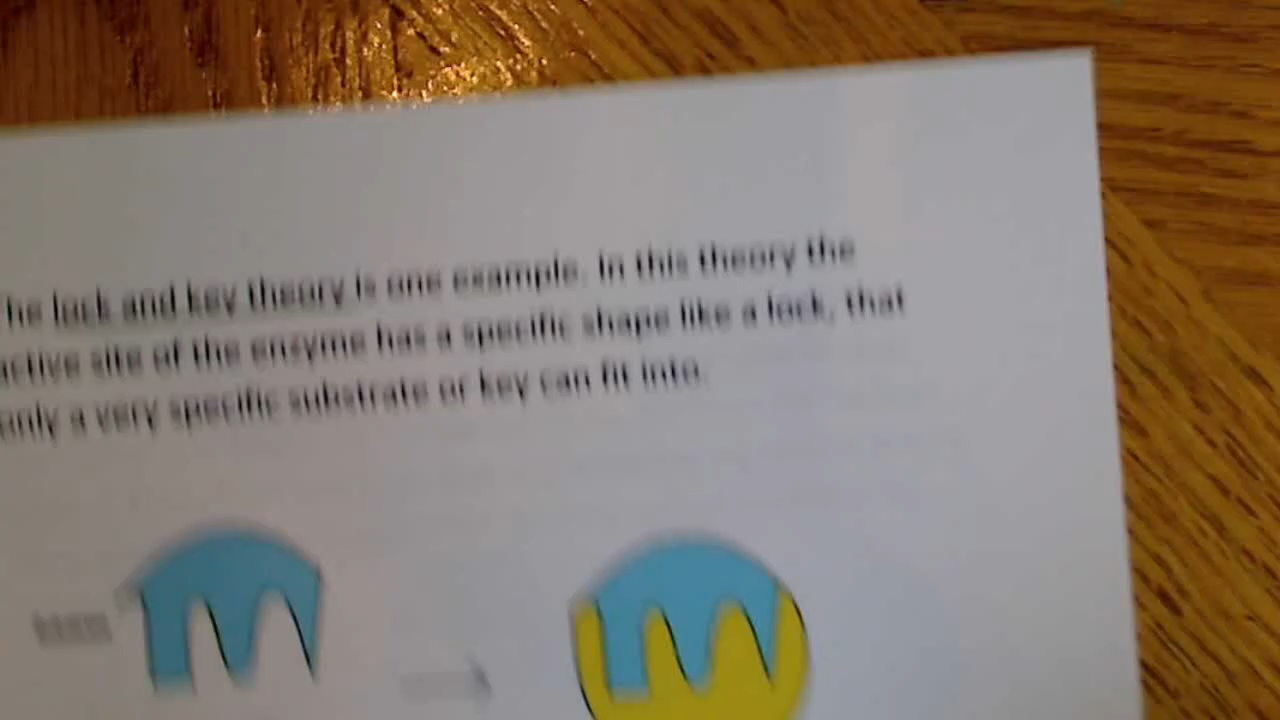 The lock and key theory is one example. In this theory the
active site of the enzyme has a specific shape like a lock, that
only a very specific substrate or key can fit into.